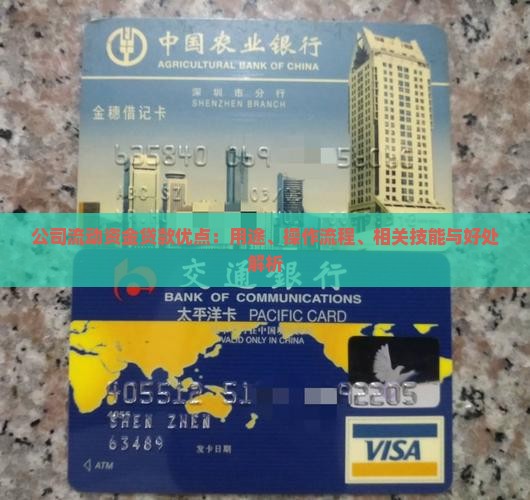 中国农业银行
AGRICULTURAL BANK OF CHINA
深圳市分行
SHENZHEN BRANCH
金穗借记卡
公司流动资金贷款优点：用途、操作流程、相关技能与好处
解析
交通銀行
BANK OF COMMUNICATIONS
太平洋卡 PACIFIC CARD
VALID ONLY IN CHINA
405512 51 92205
4055
SHEN ZHEN
63489
发卡日期
ATM
VISA